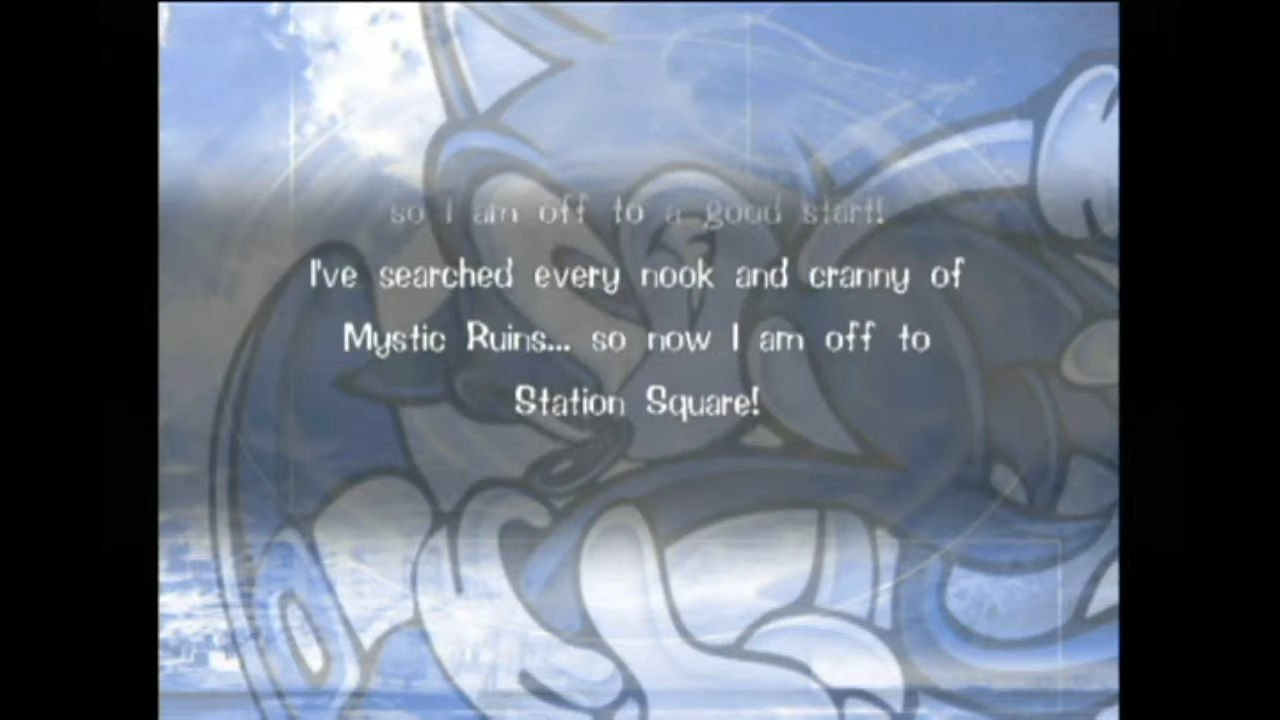 so I am off to a good start!
I've searched every nook and cranny of
Mystic Ruins... so now I am off to
Station Square!